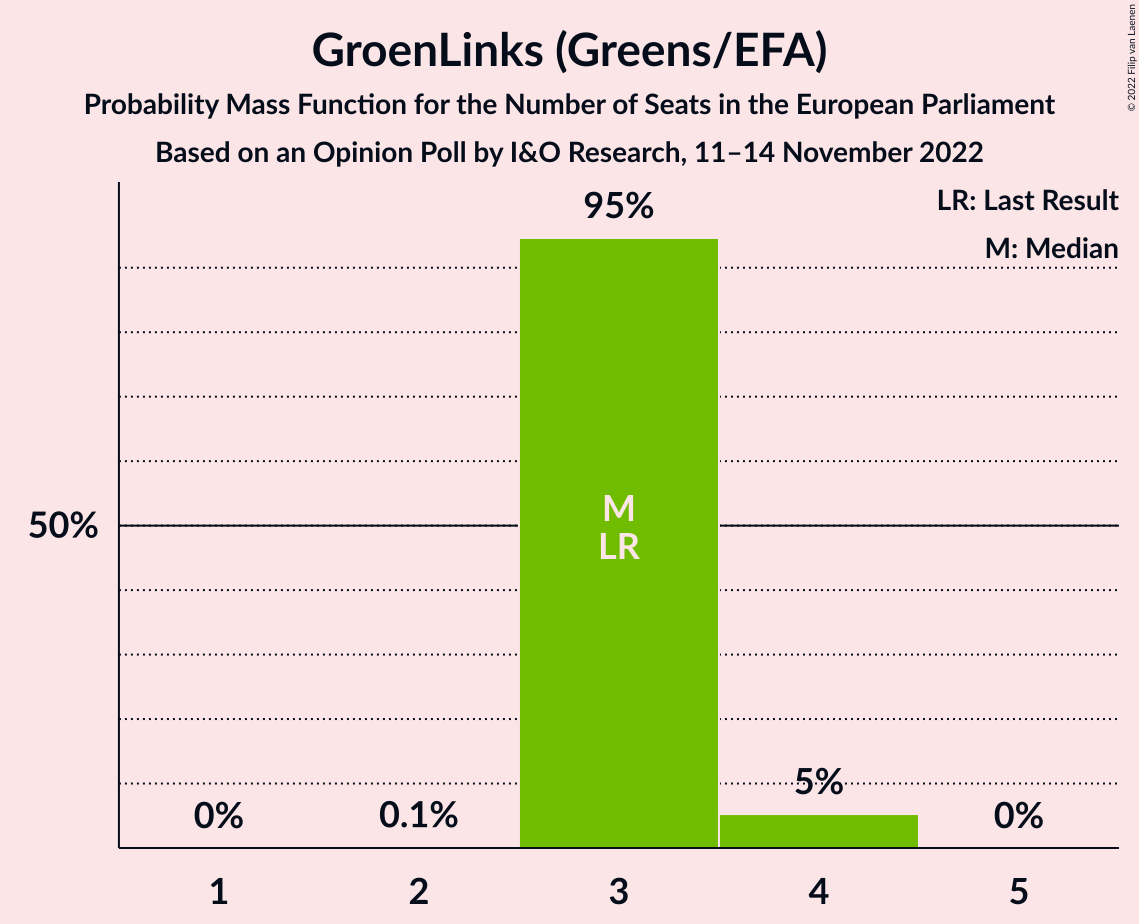 GroenLinks (Greens/EFA)
Probability Mass Function for the Number of Seats in the European Parliament
Based on an Opinion Poll by I&O Research, 11–14 November 2022
© 2022 Filip van Laenen
LR: Last Result
M: Median
95%
50%
M
LR
0%
0.1%
5%
0%
1
2
3
4
5